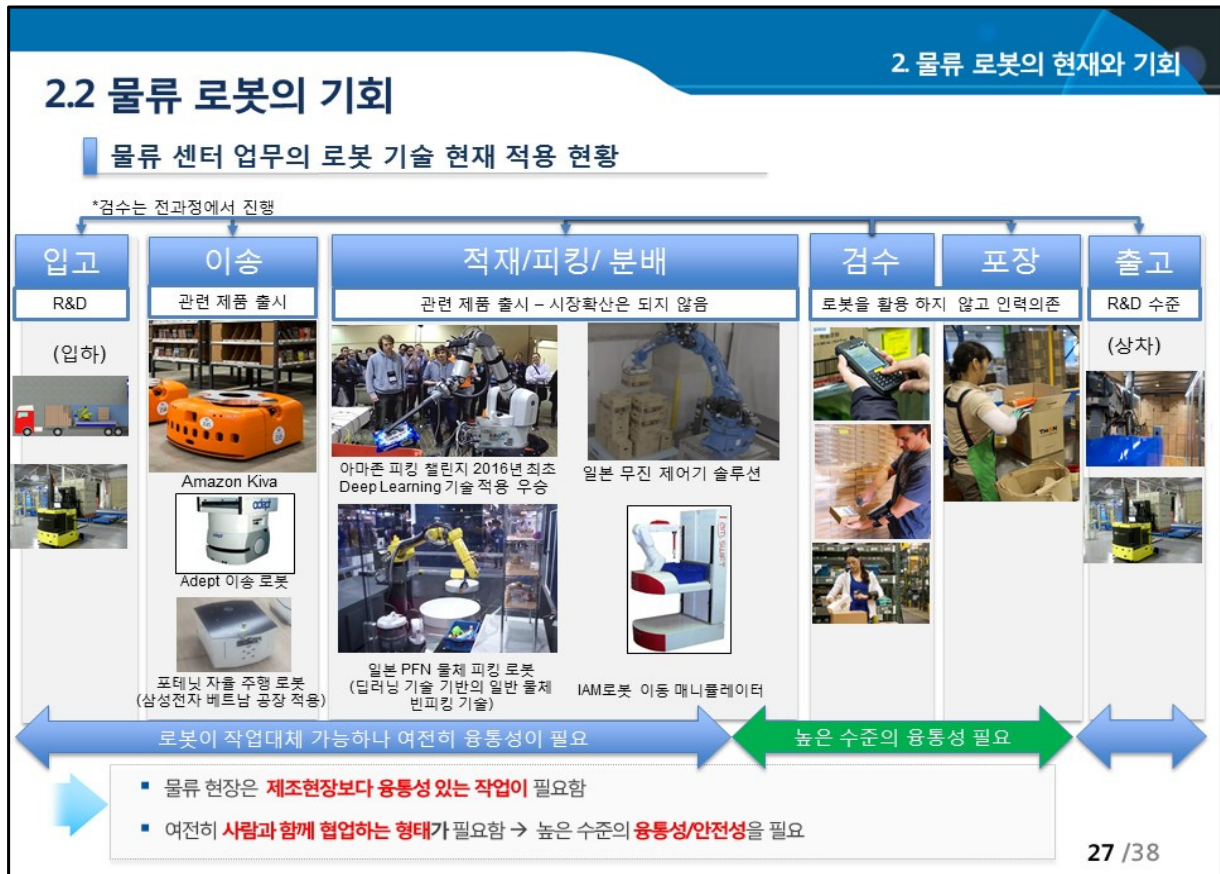 2. 물류 로봇의 현재와 기회
2.2 물류 로봇의 기회
물류 센터 업무의 로봇 기술 현재 적용 현황
*검수는 전과정에서 진행
입고
R&D
(입하)
이송
관련 제품 출시
Amazon Kiva
adept
Adept 이송 로봇
포테닛 자율 주행 로봇
(삼성전자 베트남 공장 적용)
적재/피킹/ 분배
관련 제품 출시 – 시장확산은 되지 않음
아마존 피킹 챌린지 2016년 최초
Deep Learning 기술 적용 우승
일본 무진 제어기 솔루션
일본 PFN 물체 피킹 로봇
(딥러닝 기술 기반의 일반 물체
빈피킹 기술)
IAM로봇 이동 매니퓰레이터
검수
포장
로봇을 활용 하지 않고 인력의존
출고
R&D 수준
(상차)
로봇이 작업대체 가능하나 여전히 융통성이 필요
높은 수준의 융통성 필요
▪ 물류 현장은 제조현장보다 융통성 있는 작업이 필요함
▪ 여전히 사람과 함께 협업하는 형태가 필요함 → 높은 수준의 융통성/안전성을 필요
27 /38